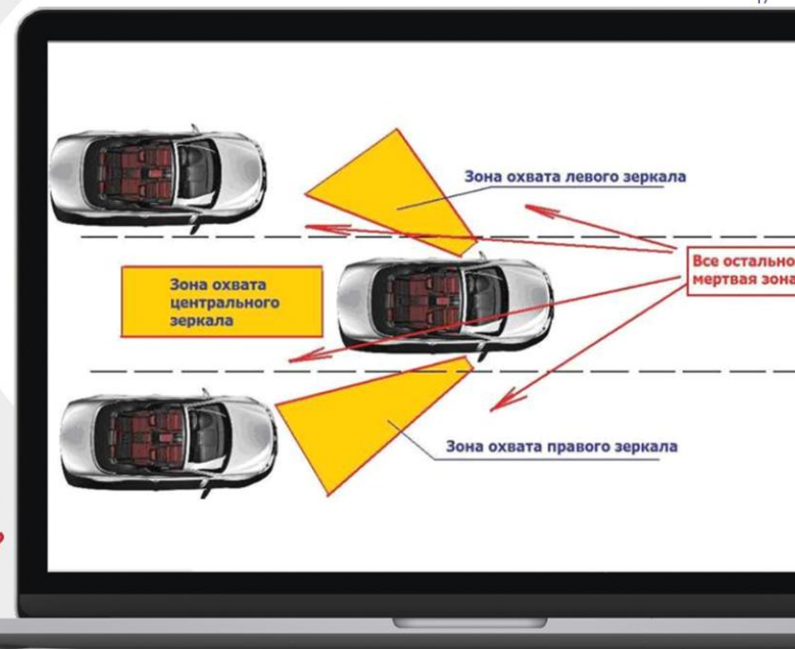 Зона охвата левого зеркала
Все остально
мертвая зона
Зона охвата
центрального
зеркала
Зона охвата правого зеркала